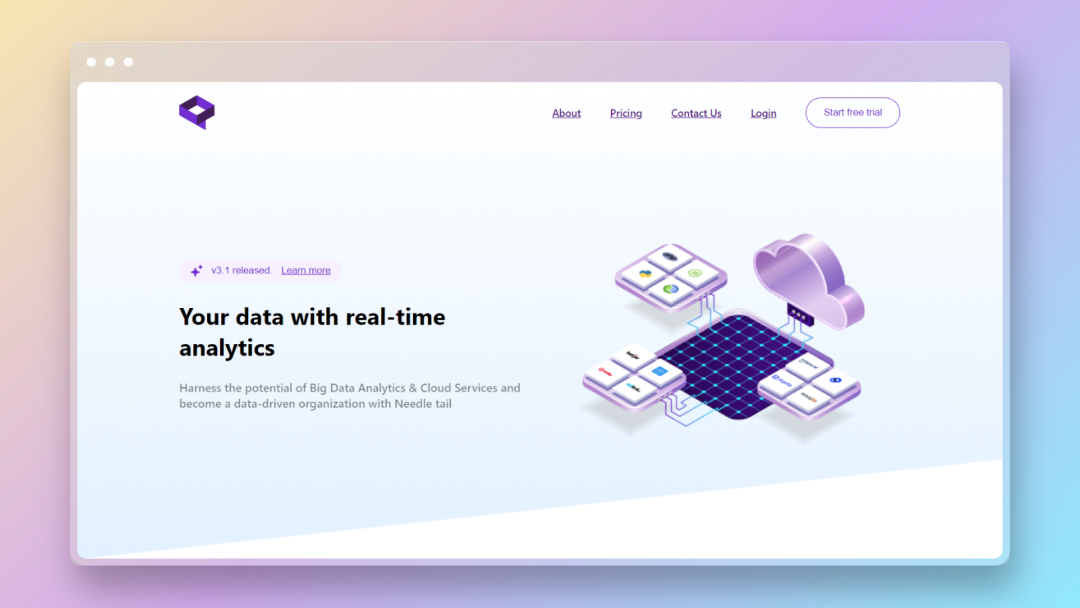 About Pricing Contact Us Login Start free trial
v3.1 released. Learn more
Your data with real-time
analytics
Harness the potential of Big Data Analytics & Cloud Services and
become a data-driven organization with Needle tail